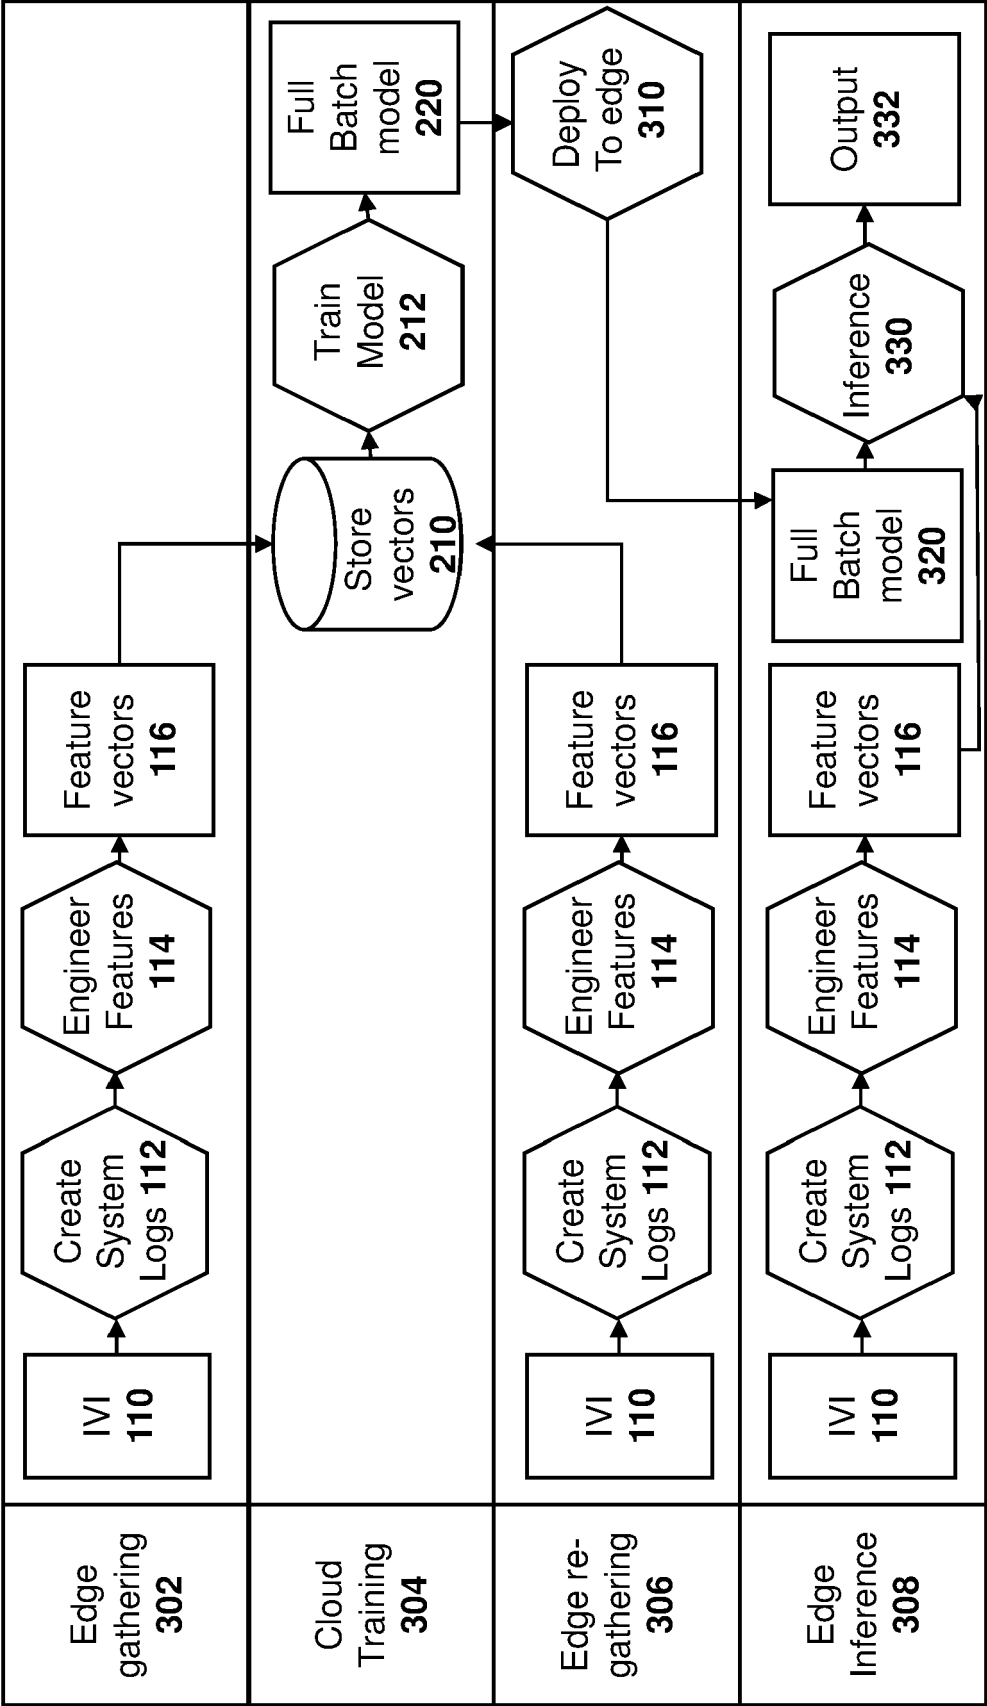 Edge
gathering
302
IVI
110
Create
System
Logs 112
Engineer
Features
114
Feature
vectors
116
Cloud
Training
304
Store
vectors
210
Train
Model
212
Full
Batch
model
220
Edge re-
gathering
306
IVI
110
Create
System
Logs 112
Engineer
Features
114
Feature
vectors
116
Deploy
To edge
310
Edge
Inference
308
IVI
110
Create
System
Logs 112
Engineer
Features
114
Feature
vectors
116
Full
Batch
model
320
Inference
330
Output
332